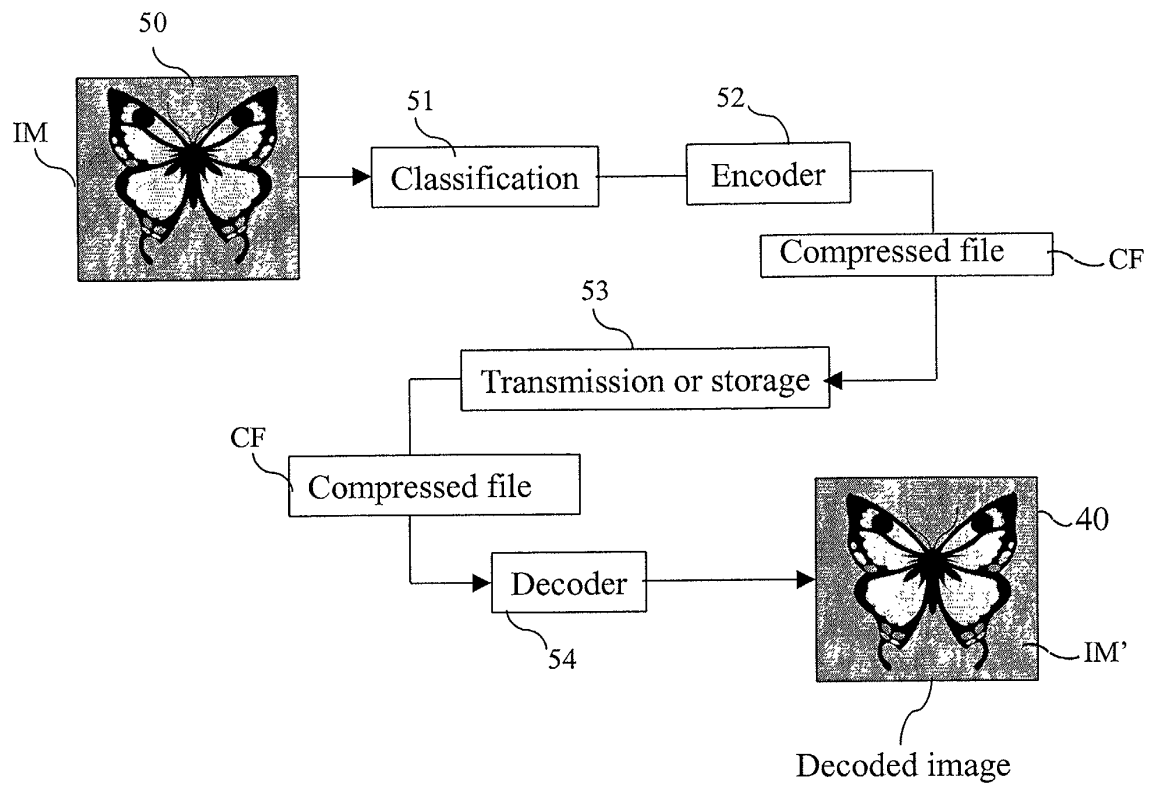 50
IM
51
Classification
52
Encoder
Compressed file
CF
53
Transmission or storage
CF
Compressed file
Decoder
54
40
IM’
Decoded image